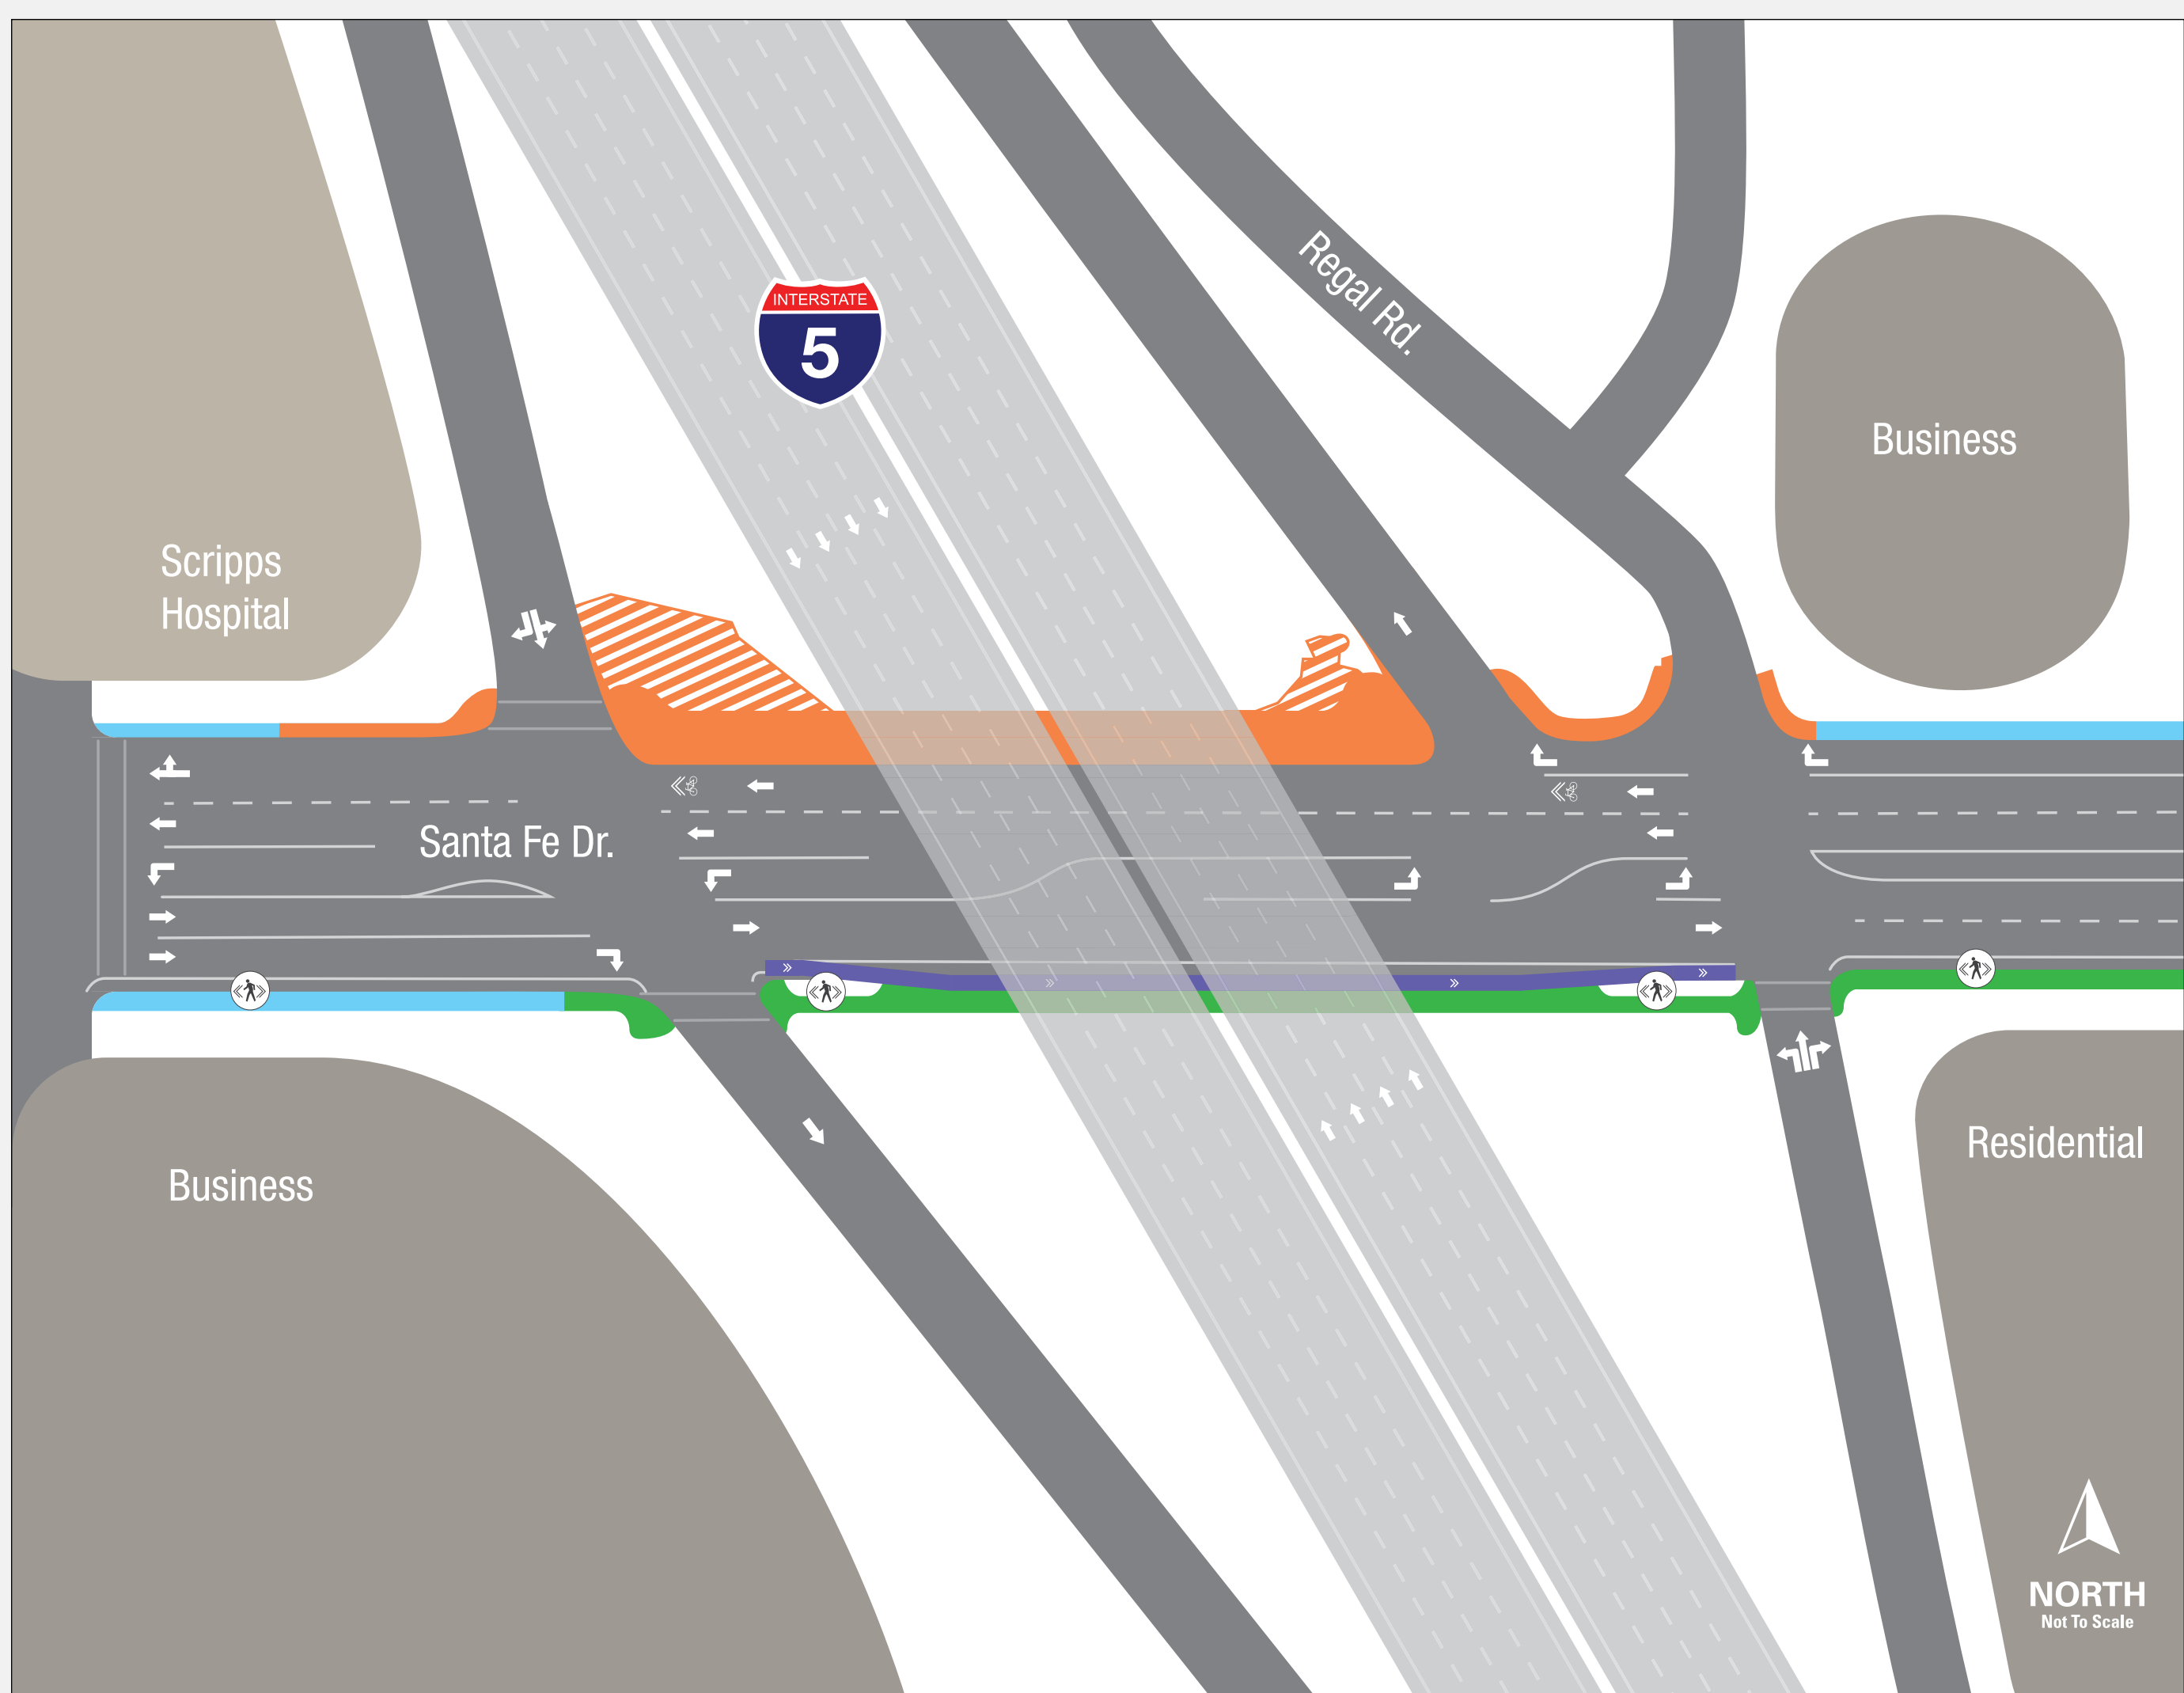 INTERSTATE
5
Regal Rd.
Business
Scripps
Hospital
Santa Fe Dr.
Residential
Business
NORTH
Not To Scale